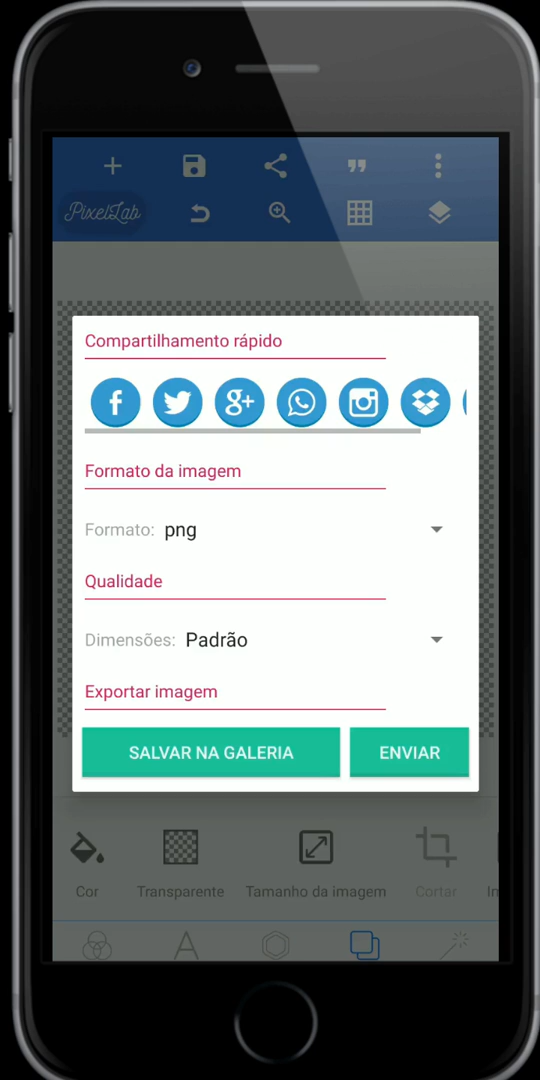 PixelLab
Compartilhamento rápido
Formato da imagem
Formato: png
Qualidade
Dimensões: Padrão
Exportar imagem
SALVAR NA GALERIA ENVIAR
Cor Transparente Tamanho da imagem Cortar